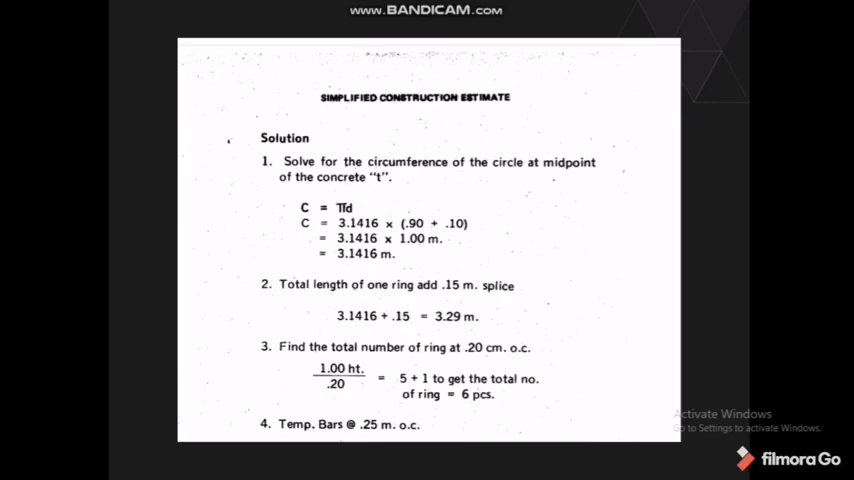 www.BANDICAM.com
SIMPLIFIED CONSTRUCTION ESTIMATE
Solution
1. Solve for the circumference of the circle at midpoint
of the concrete "t".
C = πd
C = 3.1416 x (.90 + .10)
= 3.1416 x 1.00 m.
= 3.1416 m.
2. Total length of one ring add .15 m. splice
3.1416 + .15 = 3.29 m.
3. Find the total number of ring at .20 cm. o.c.
1.00 ht.
.20
= 5 + 1 to get the total no.
of ring = 6 pcs.
4. Temp. Bars @ .25 m. o.c.
Activate Windows
Go to Settings to activate Windows.
filmora Go